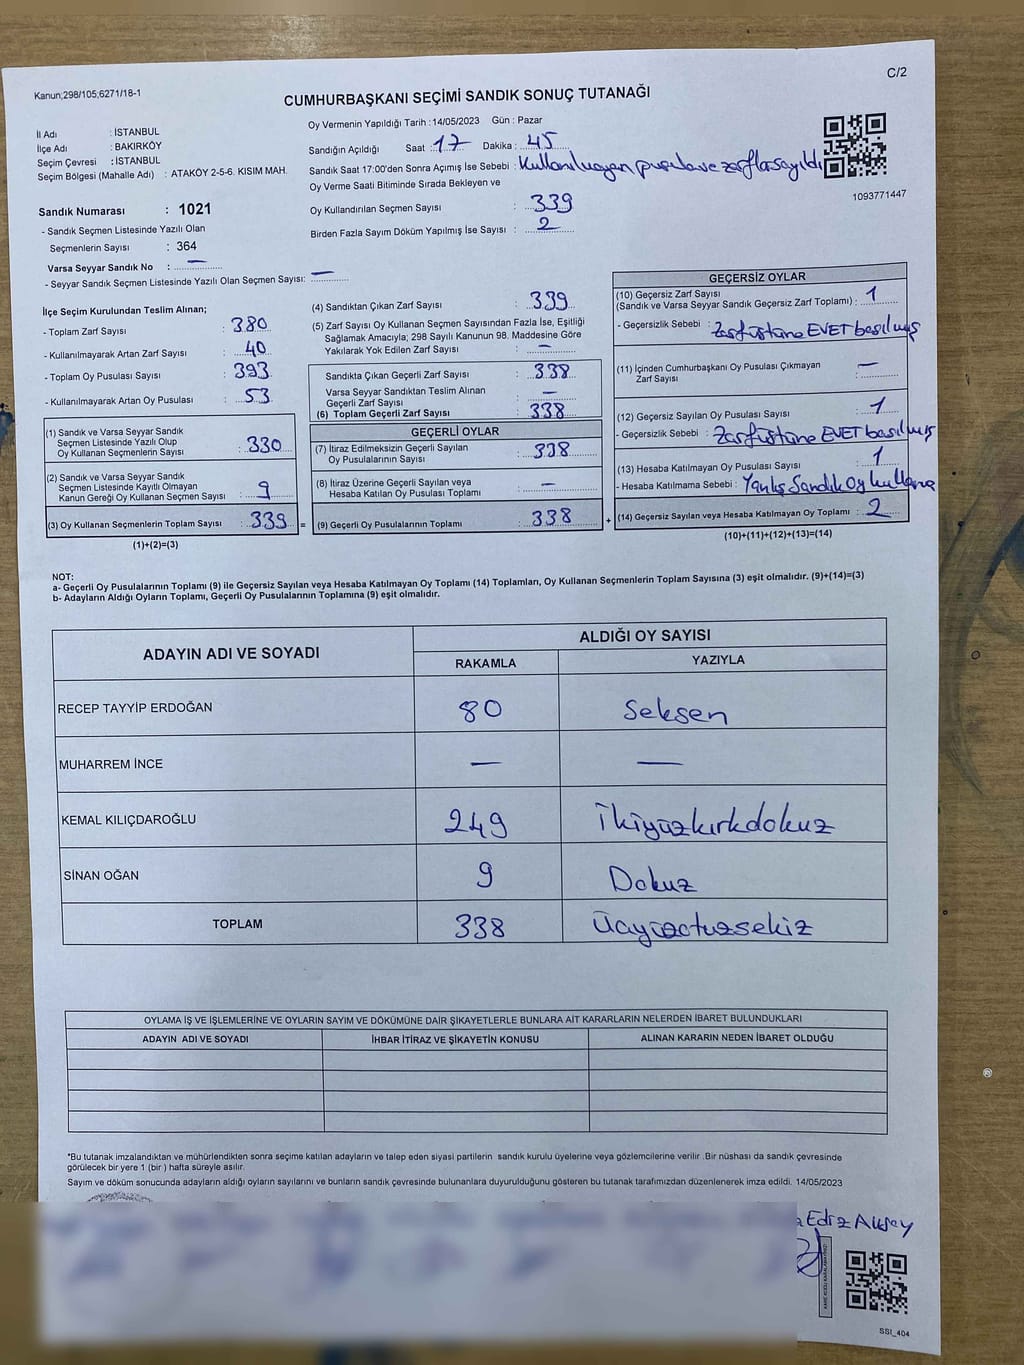 C/2
Kanun;298/105;6271/18-1
CUMHURBAŞKANI SEÇİMİ SANDIK SONUÇ TUTANAĞI
İl Adı : İSTANBUL
İlçe Adı : BAKIRKÖY
Seçim Çevresi : İSTANBUL
Seçim Bölgesi (Mahalle Adı) : ATAKÖY 2-5-6. KISIM MAH.
Oy Vermenin Yapıldığı Tarih : 14/05/2023 Gün : Pazar
Sandığın Açıldığı Saat : 17 Dakika : 45
Sandık Saat 17:00'den Sonra Açımış İse Sebebi : Kullanılmayan pusula ve zarflar sayıldı
Oy Verme Saati Bitiminde Sırada Bekleyen ve
Oy Kullandırılan Seçmen Sayısı : 339
Birden Fazla Sayım Döküm Yapılmış İse Sayısı : 2
1093771447
Sandık Numarası : 1021
- Sandık Seçmen Listesinde Yazılı Olan
Seçmenlerin Sayısı : 364
Varsa Seyyar Sandık No : —
- Seyyar Sandık Seçmen Listesinde Yazılı Olan Seçmen Sayısı: —
İlçe Seçim Kurulundan Teslim Alınan;
- Toplam Zarf Sayısı : 380
- Kullanılmayarak Artan Zarf Sayısı : 40
- Toplam Oy Pusulası Sayısı : 393
- Kullanılmayarak Artan Oy Pusulası : 53
(1) Sandık ve Varsa Seyyar Sandık
Seçmen Listesinde Yazılı Olup
Oy Kullanan Seçmenlerin Sayısı : 330
(2) Sandık ve Varsa Seyyar Sandık
Seçmen Listesinde Kayıtlı Olmayan
Kanun Gereği Oy Kullanan Seçmen Sayısı : 9
(3) Oy Kullanan Seçmenlerin Toplam Sayısı : 339 =
(1)+(2)=(3)
(4) Sandıktan Çıkan Zarf Sayısı : 339
(5) Zarf Sayısı Oy Kullanan Seçmen Sayısından Fazla İse, Eşitliği
Sağlamak Amacıyla; 298 Sayılı Kanunun 98. Maddesine Göre
Yakılarak Yok Edilen Zarf Sayısı : —
Sandıkta Çıkan Geçerli Zarf Sayısı : 338
Varsa Seyyar Sandıktan Teslim Alınan
Geçerli Zarf Sayısı : —
(6) Toplam Geçerli Zarf Sayısı : 338
GEÇERLİ OYLAR
(7) İtiraz Edilmeksizin Geçerli Sayılan
Oy Pusulalarının Sayısı : 338
(8) İtiraz Üzerine Geçerli Sayılan veya
Hesaba Katılan Oy Pusulası Toplamı : —
(9) Geçerli Oy Pusulalarının Toplamı : 338 +
GEÇERSİZ OYLAR
(10) Geçersiz Zarf Sayısı
(Sandık ve Varsa Seyyar Sandık Geçersiz Zarf Toplamı) : 1
- Geçersizlik Sebebi : Zarfüstüne EVET basılmış
(11) İçinden Cumhurbaşkanı Oy Pusulası Çıkmayan
Zarf Sayısı : —
(12) Geçersiz Sayılan Oy Pusulası Sayısı : 1
- Geçersizlik Sebebi : Zarfüstüne EVET basılmış
(13) Hesaba Katılmayan Oy Pusulası Sayısı : 1
- Hesaba Katılmama Sebebi : Yanlış Sandık Oy kullanma
(14) Geçersiz Sayılan veya Hesaba Katılmayan Oy Toplamı : 2
(10)+(11)+(12)+(13)=(14)
NOT:
a- Geçerli Oy Pusulalarının Toplamı (9) ile Geçersiz Sayılan veya Hesaba Katılmayan Oy Toplamı (14) Toplamları, Oy Kullanan Seçmenlerin Toplam Sayısına (3) eşit olmalıdır. (9)+(14)=(3)
b- Adayların Aldığı Oyların Toplamı, Geçerli Oy Pusulalarının Toplamına (9) eşit olmalıdır.
ADAYIN ADI VE SOYADI
ALDIĞI OY SAYISI
RAKAMLA YAZIYLA
RECEP TAYYİP ERDOĞAN 80 Seksen
MUHARREM İNCE — —
KEMAL KILIÇDAROĞLU 249 İkiyüzkırkdokuz
SİNAN OĞAN 9 Dokuz
TOPLAM 338 Üçyüzotuzsekiz
OYLAMA İŞ VE İŞLEMLERİNE VE OYLARIN SAYIM VE DÖKÜMÜNE DAİR ŞİKAYETLERLE BUNLARA AİT KARARLARIN NELERDEN İBARET BULUNDUKLARI
ADAYIN ADI VE SOYADI İHBAR İTİRAZ VE ŞİKAYETİN KONUSU ALINAN KARARIN NEDEN İBARET OLDUĞU
*Bu tutanak imzalandıktan ve mühürlendikten sonra seçime katılan adayların ve talep eden siyasi partilerin sandık kurulu üyelerine veya gözlemcilerine verilir .Bir nüshası da sandık çevresinde
görülecek bir yere 1 (bir ) hafta süreyle asılır.
Sayım ve döküm sonucunda adayların aldığı oyların sayılarını ve bunların sandık çevresinde bulunanlara duyurulduğunu gösteren bu tutanak tarafımızdan düzenlenerek imza edildi. 14/05/2023
Ediz Aksoy
SSI_404